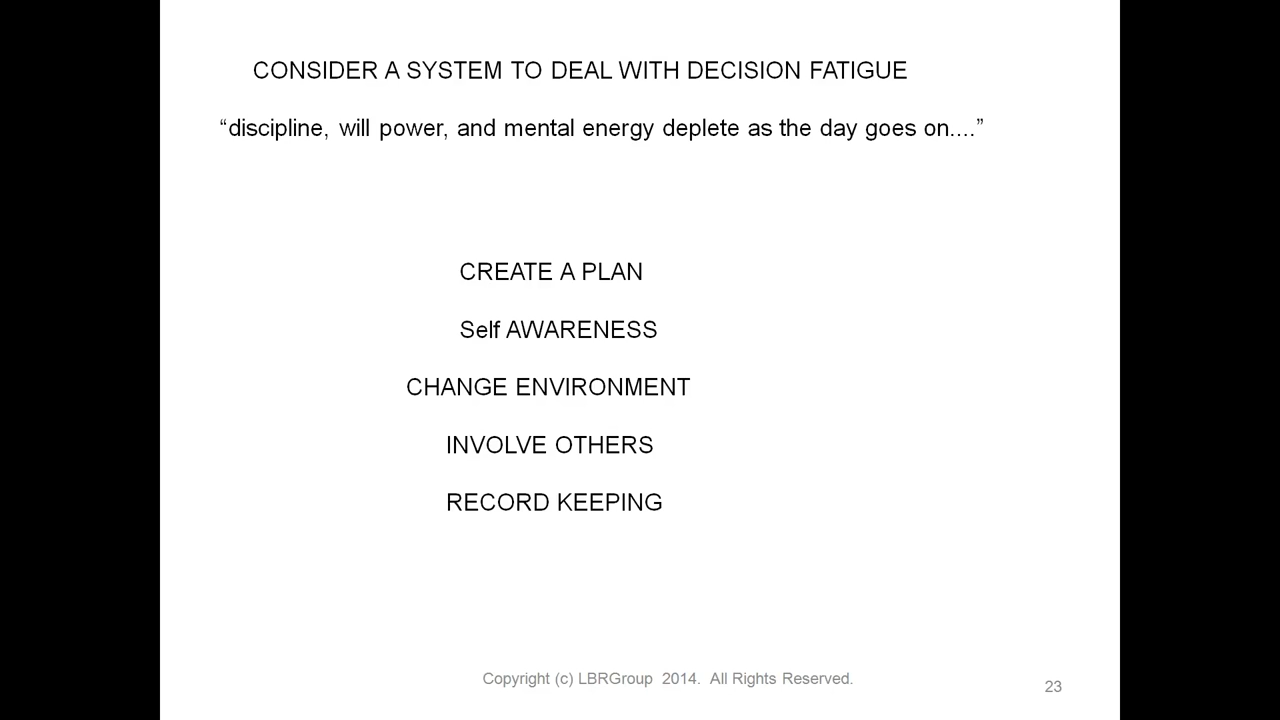 CONSIDER A SYSTEM TO DEAL WITH DECISION FATIGUE
“discipline, will power, and mental energy deplete as the day goes on....”
CREATE A PLAN
Self AWARENESS
CHANGE ENVIRONMENT
INVOLVE OTHERS
RECORD KEEPING
Copyright (c) LBRGroup 2014. All Rights Reserved.
23